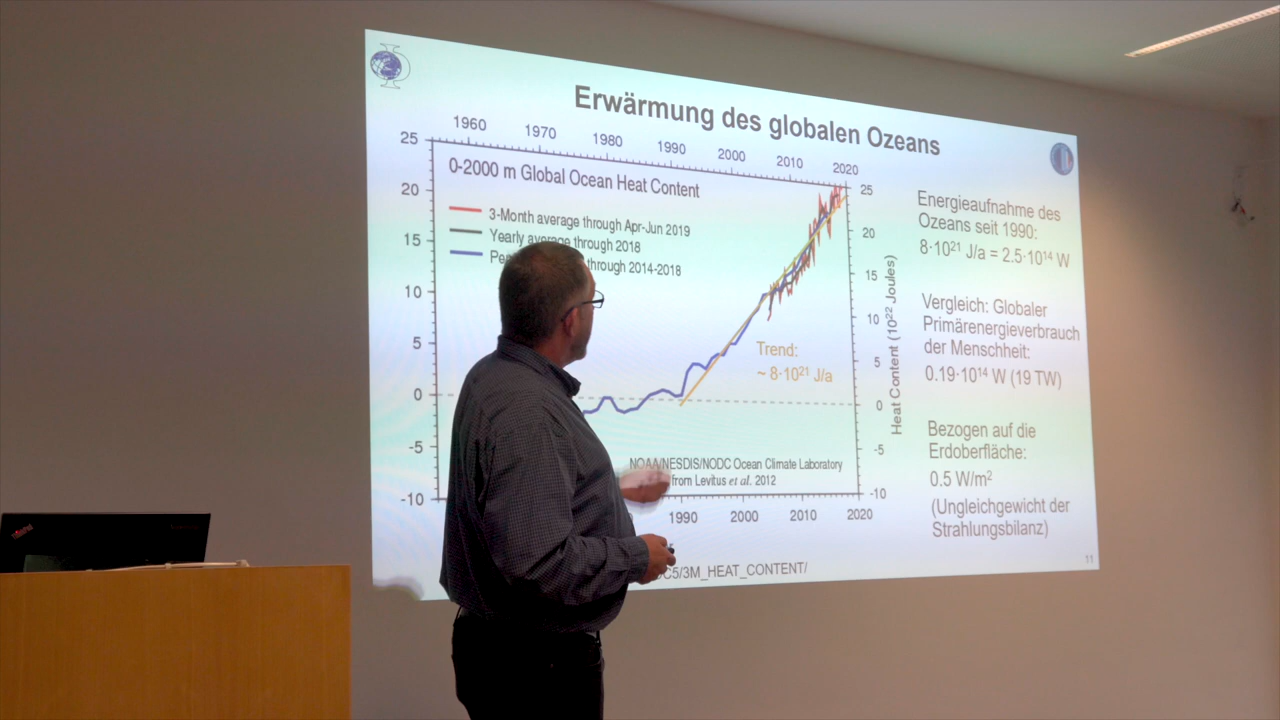 Erwärmung des globalen Ozeans
1960 1970 1980 1990 2000 2010 2020
0-2000 m Global Ocean Heat Content
3-Month average through Apr-Jun 2019
Yearly average through 2018
through 2014-2018
25
20
15
10
5
0
-5
-10
25
20
15
10
5
0
-5
-10
Heat Content (10²² Joules)
Trend:
~ 8·10²¹ J/a
NOAA/NESDIS/NODC Ocean Climate Laboratory
from Levitus et al. 2012
1990 2000 2010 2020
C5/3M_HEAT_CONTENT/
Energieaufnahme des
Ozeans seit 1990:
8·10²¹ J/a = 2.5·10¹⁴ W
Vergleich: Globaler
Primärenergieverbrauch
der Menschheit:
0.19·10¹⁴ W (19 TW)
Bezogen auf die
Erdoberfläche:
0.5 W/m²
(Ungleichgewicht der
Strahlungsbilanz)
11